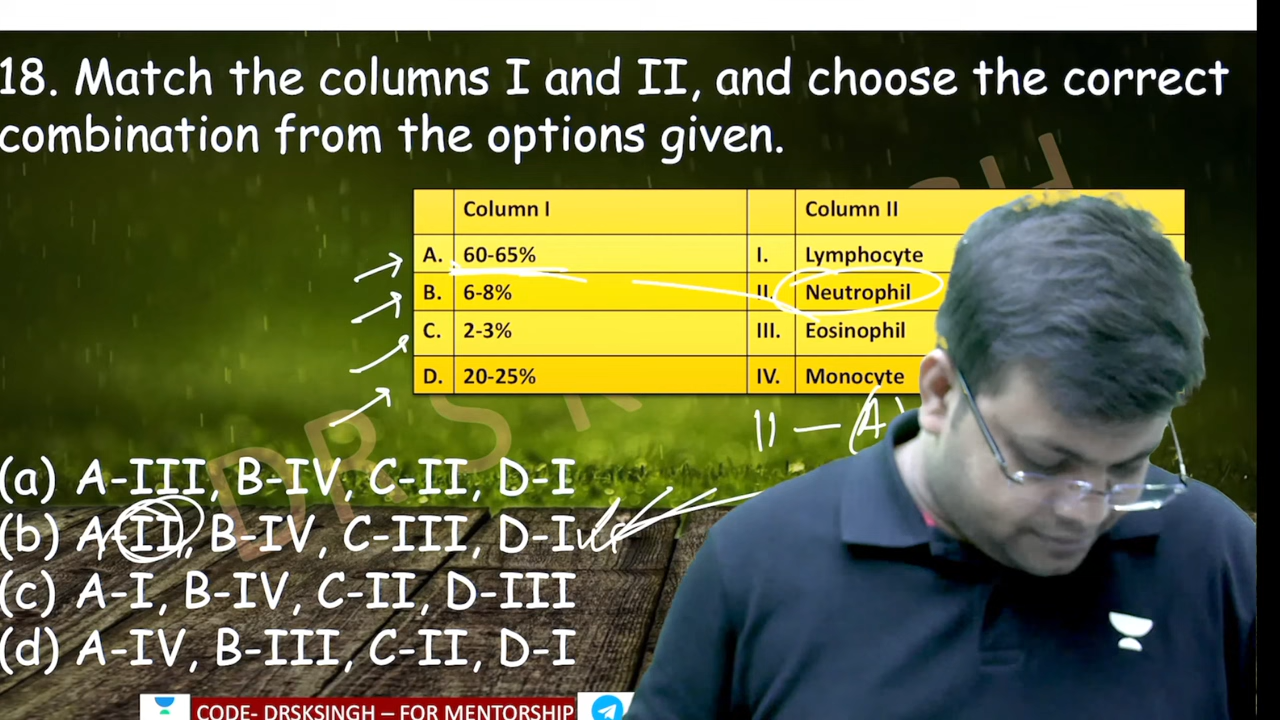 18. Match the columns I and II, and choose the correct
combination from the options given.
Column I Column II
A. 60-65% I. Lymphocyte
B. 6-8% II. Neutrophil
C. 2-3% III. Eosinophil
D. 20-25% IV. Monocyte
II - (A)
(a) A-III, B-IV, C-II, D-I
(b) A-II, B-IV, C-III, D-I
(c) A-I, B-IV, C-II, D-III
(d) A-IV, B-III, C-II, D-I
CODE- DRSKSINGH – FOR MENTORSHIP